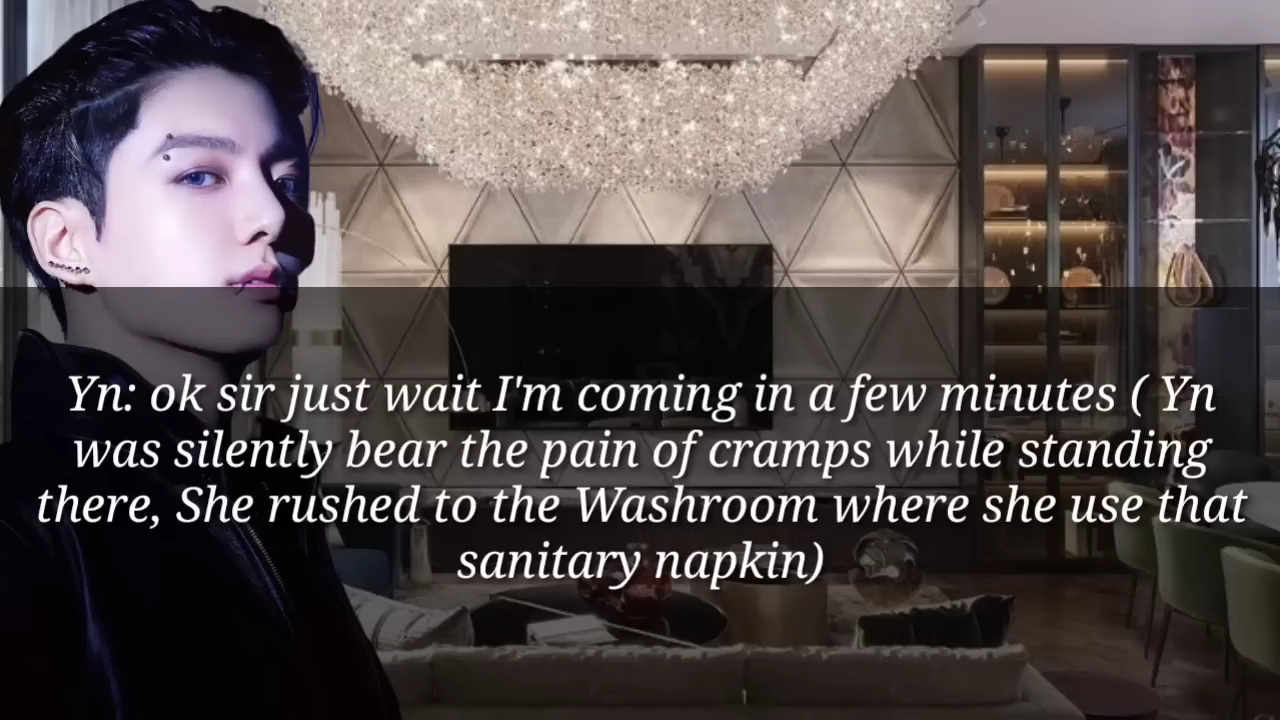 Yn: ok sir just wait I'm coming in a few minutes ( Yn
was silently bear the pain of cramps while standing
there, She rushed to the Washroom where she use that
sanitary napkin)